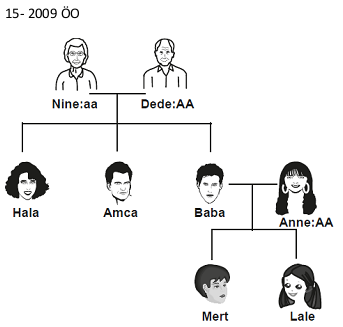 15- 2009 ÖO
Nine:aa Dede:AA
Hala Amca Baba
Anne:AA
Mert Lale